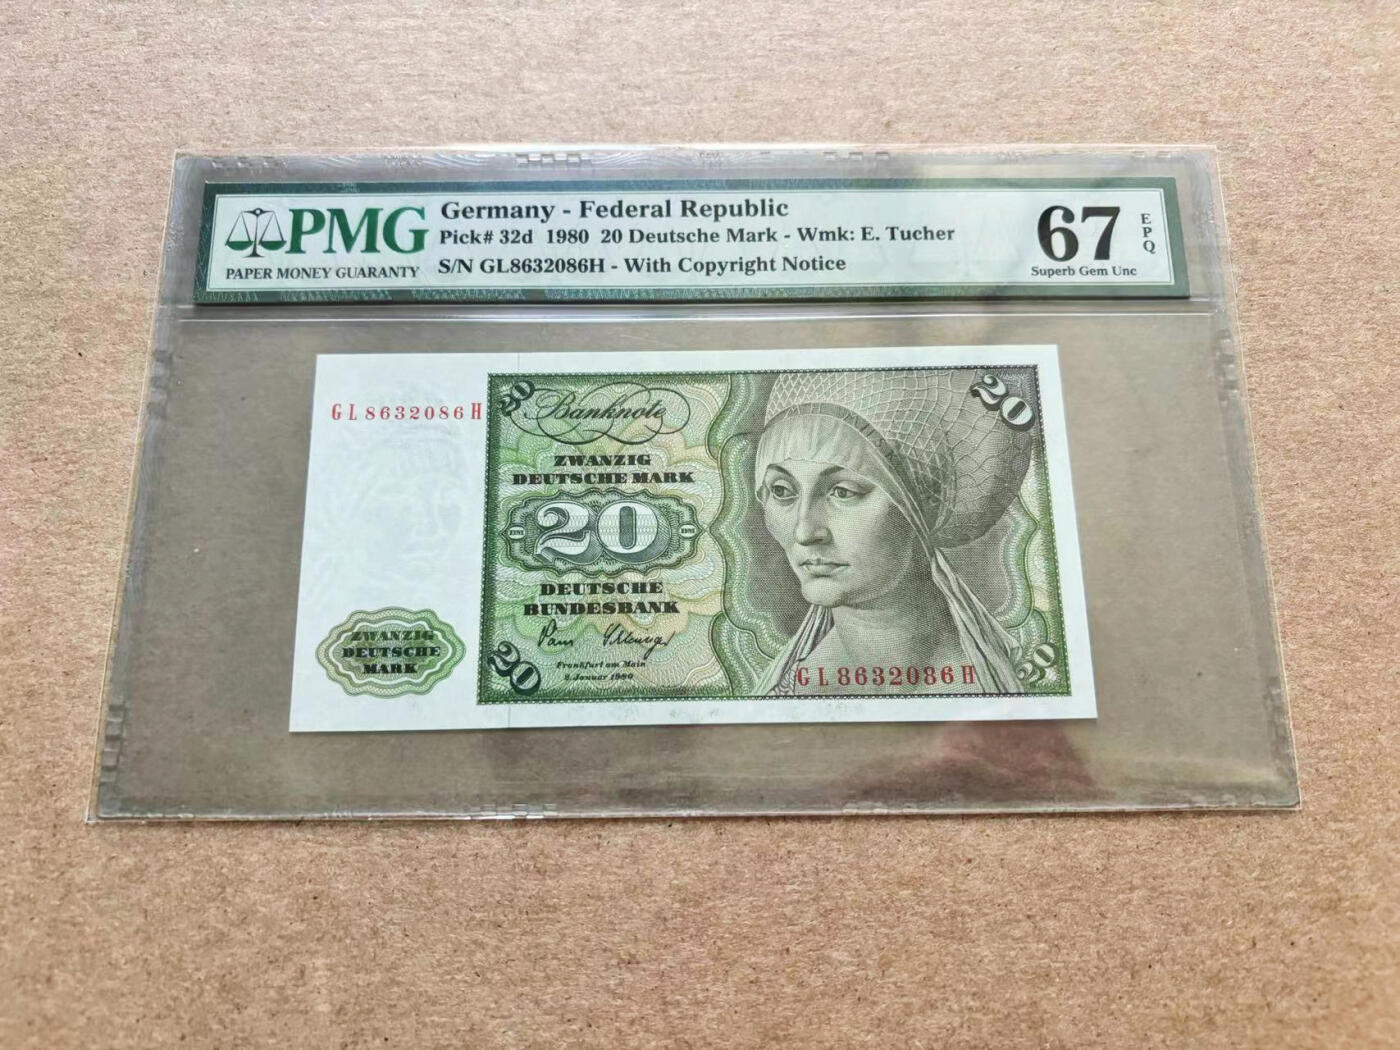 PMG
PAPER MONEY GUARANTY
Germany - Federal Republic
Pick# 32d 1980 20 Deutsche Mark - Wmk: E. Tucher
S/N GL8632086H - With Copyright Notice
67
EPQ
Superb Gem Unc
GL8632086H
20
Banknote
20
ZWANZIG
DEUTSCHE MARK
20
DEUTSCHE
BUNDESBANK
Frankfurt am Main
2. Januar 1980
ZWANZIG
DEUTSCHE
MARK
20
GL8632086H
20